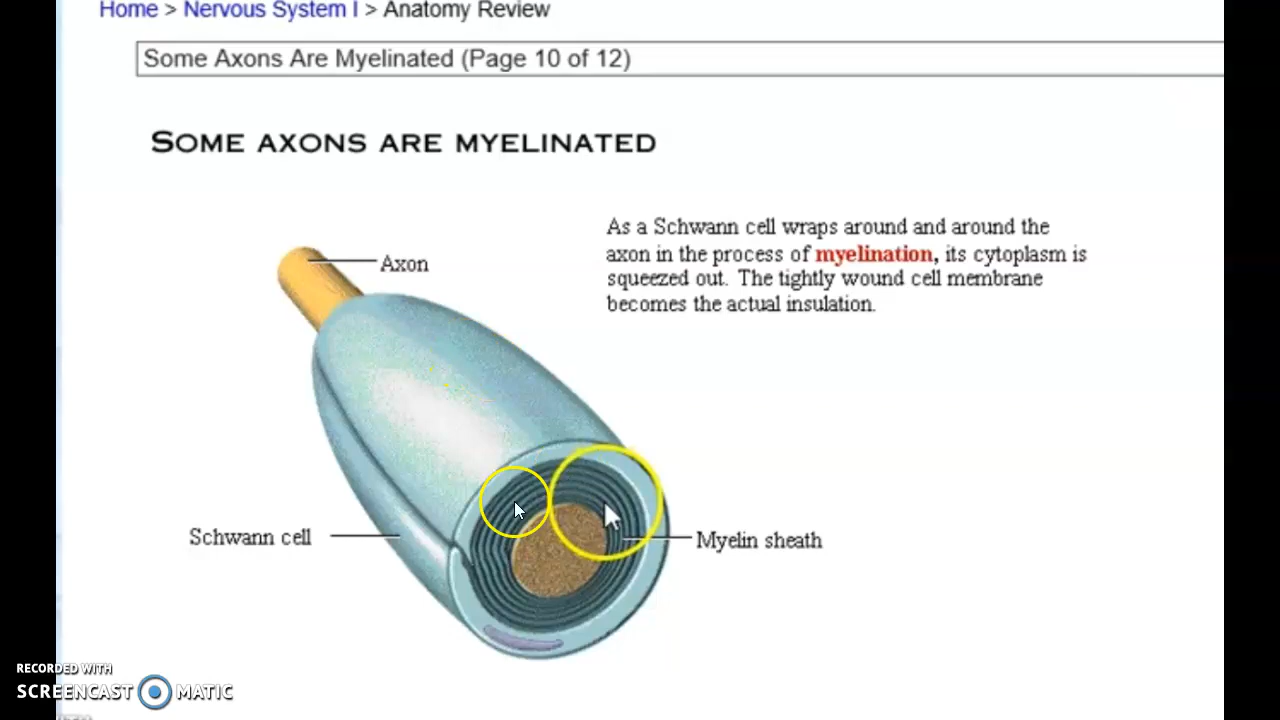 Home > Nervous System I > Anatomy Review
Some Axons Are Myelinated (Page 10 of 12)
SOME AXONS ARE MYELINATED
As a Schwann cell wraps around and around the
axon in the process of myelination, its cytoplasm is
squeezed out. The tightly wound cell membrane
becomes the actual insulation.
Axon
Schwann cell
Myelin sheath
RECORDED WITH
SCREENCAST MATIC